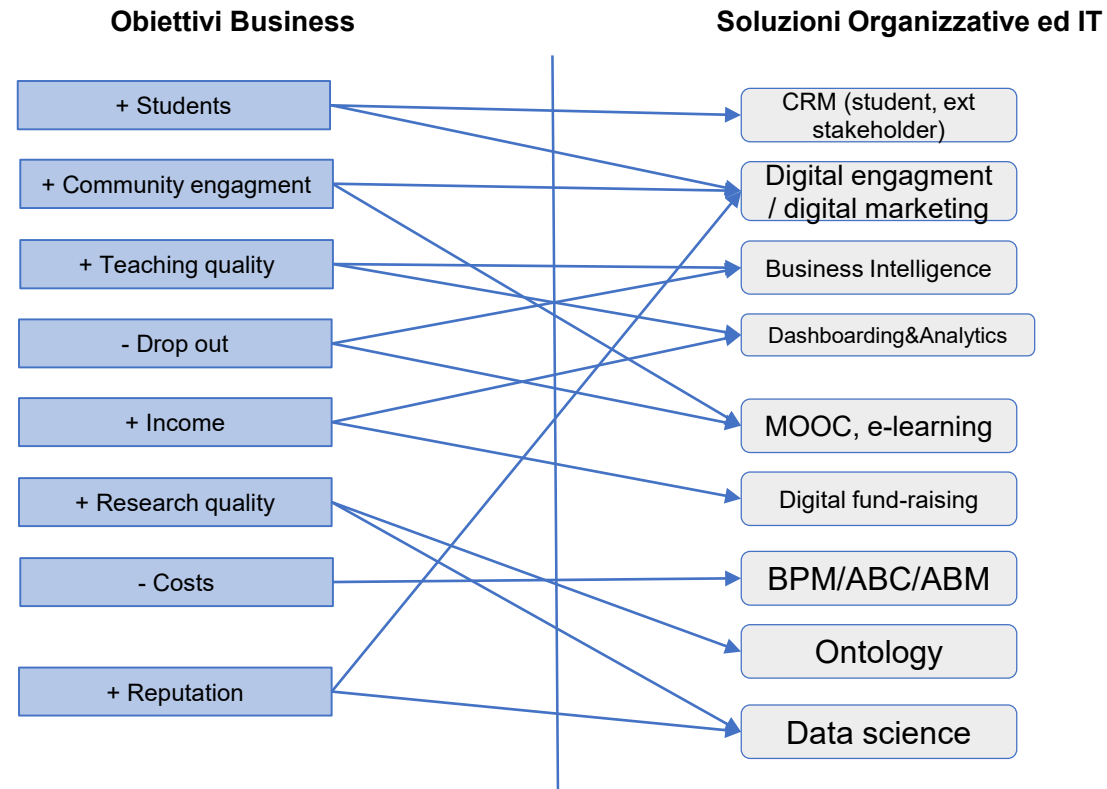 Obiettivi Business
Soluzioni Organizzative ed IT
+ Students
+ Community engagment
+ Teaching quality
- Drop out
+ Income
+ Research quality
- Costs
+ Reputation
CRM (student, ext
stakeholder)
Digital engagment
/ digital marketing
Business Intelligence
Dashboarding&Analytics
MOOC, e-learning
Digital fund-raising
BPM/ABC/ABM
Ontology
Data science